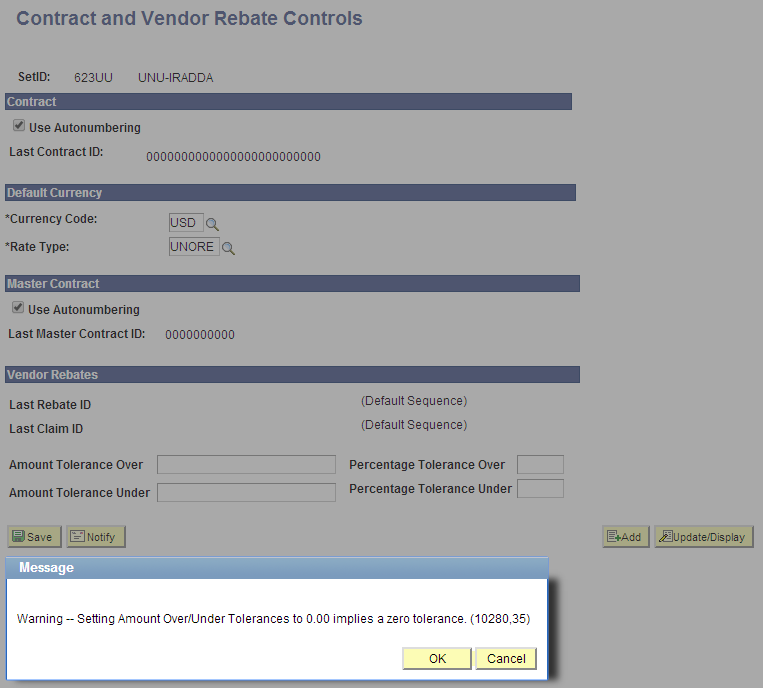 Contract and Vendor Rebate Controls
SetID: 623UU UNU-IRADDA
Contract
Use Autonumbering
Last Contract ID: 0000000000000000000000000
Default Currency
*Currency Code: USD
*Rate Type: UNORE
Master Contract
Use Autonumbering
Last Master Contract ID: 0000000000
Vendor Rebates
Last Rebate ID (Default Sequence)
Last Claim ID (Default Sequence)
Amount Tolerance Over Percentage Tolerance Over
Amount Tolerance Under Percentage Tolerance Under
Save Notify Add Update/Display
Message
Warning -- Setting Amount Over/Under Tolerances to 0.00 implies a zero tolerance. (10280,35)
OK Cancel